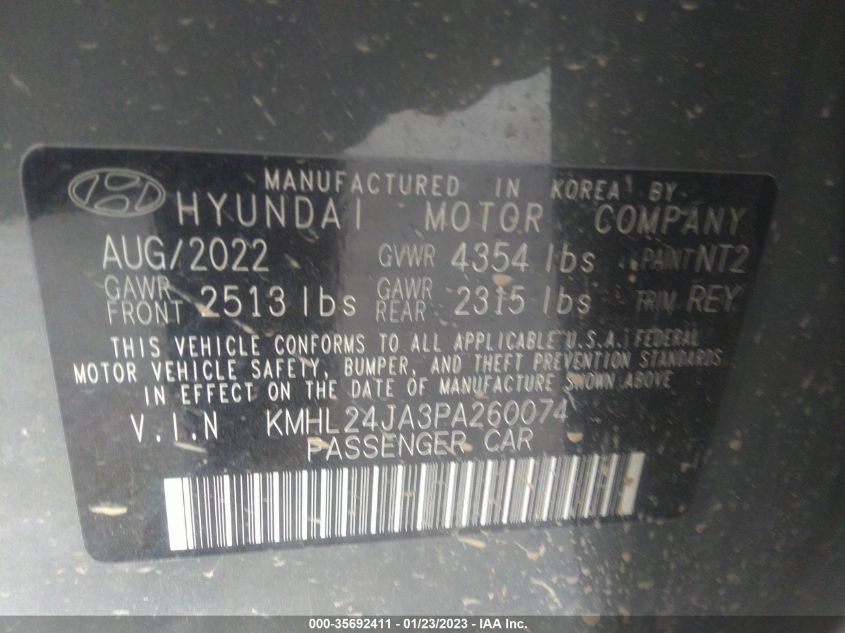 MANUFACTURED IN KOREA BY
HYUNDAI MOTOR COMPANY
AUG/2022 GVWR 4354 lbs PAINT NT2
GAWR FRONT 2513 lbs GAWR REAR 2315 lbs TRIM REY
THIS VEHICLE CONFORMS TO ALL APPLICABLE U.S.A. FEDERAL
MOTOR VEHICLE SAFETY, BUMPER, AND THEFT PREVENTION STANDARDS
IN EFFECT ON THE DATE OF MANUFACTURE SHOWN ABOVE
V.I.N KMHL24JA3PA260074
PASSENGER CAR
000-35692411 - 01/23/2023 - IAA Inc.